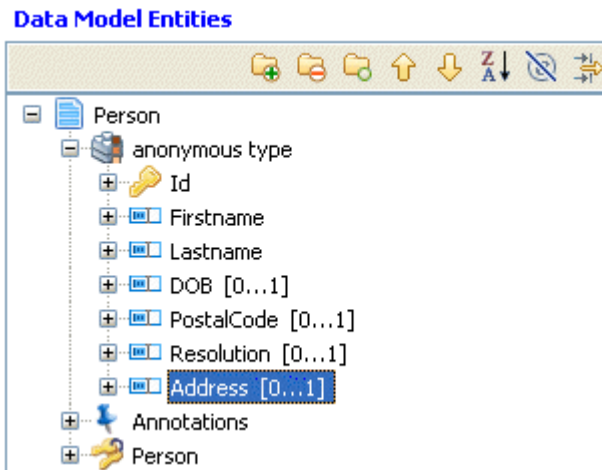 Data Model Entities
Z
A
Person
anonymous type
Id
Firstname
Lastname
DOB [0...1]
PostalCode [0...1]
Resolution [0...1]
Address [0...1]
Annotations
Person